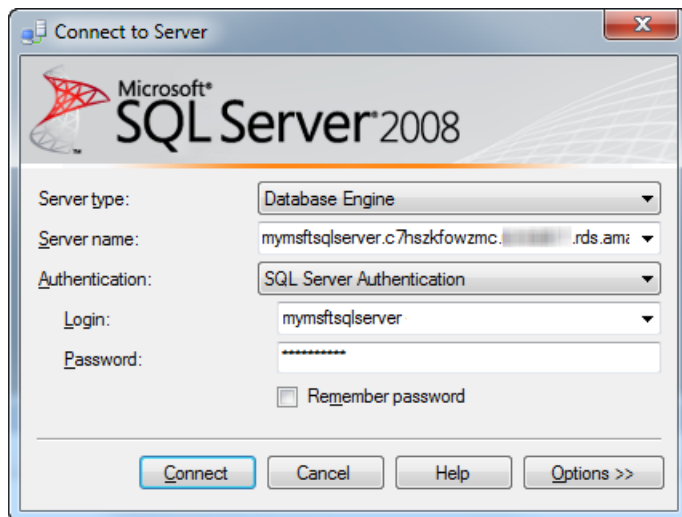 Connect to Server
Microsoft®
SQL Server® 2008
Server type: Database Engine
Server name: mymsftsqlserver.c7hszkfowzmc. .rds.ama
Authentication: SQL Server Authentication
Login: mymsftsqlserver
Password: **********
Remember password
Connect Cancel Help Options >>